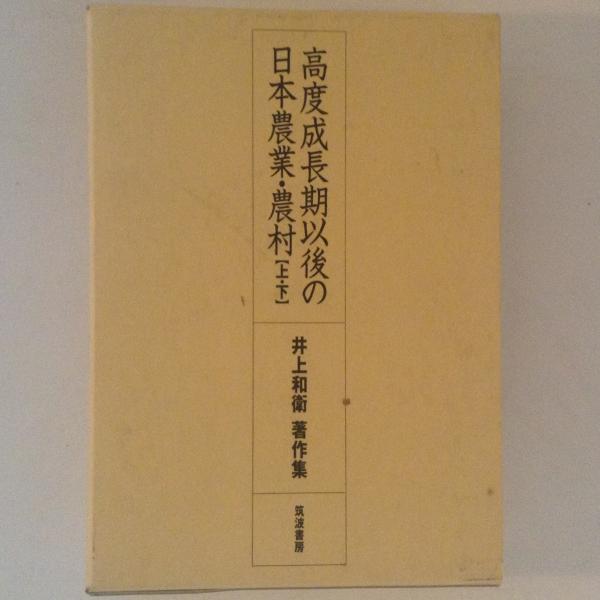 高度成長期以後の
日本農業・農村【上・下】
井上和衛 著作集
筑波書房